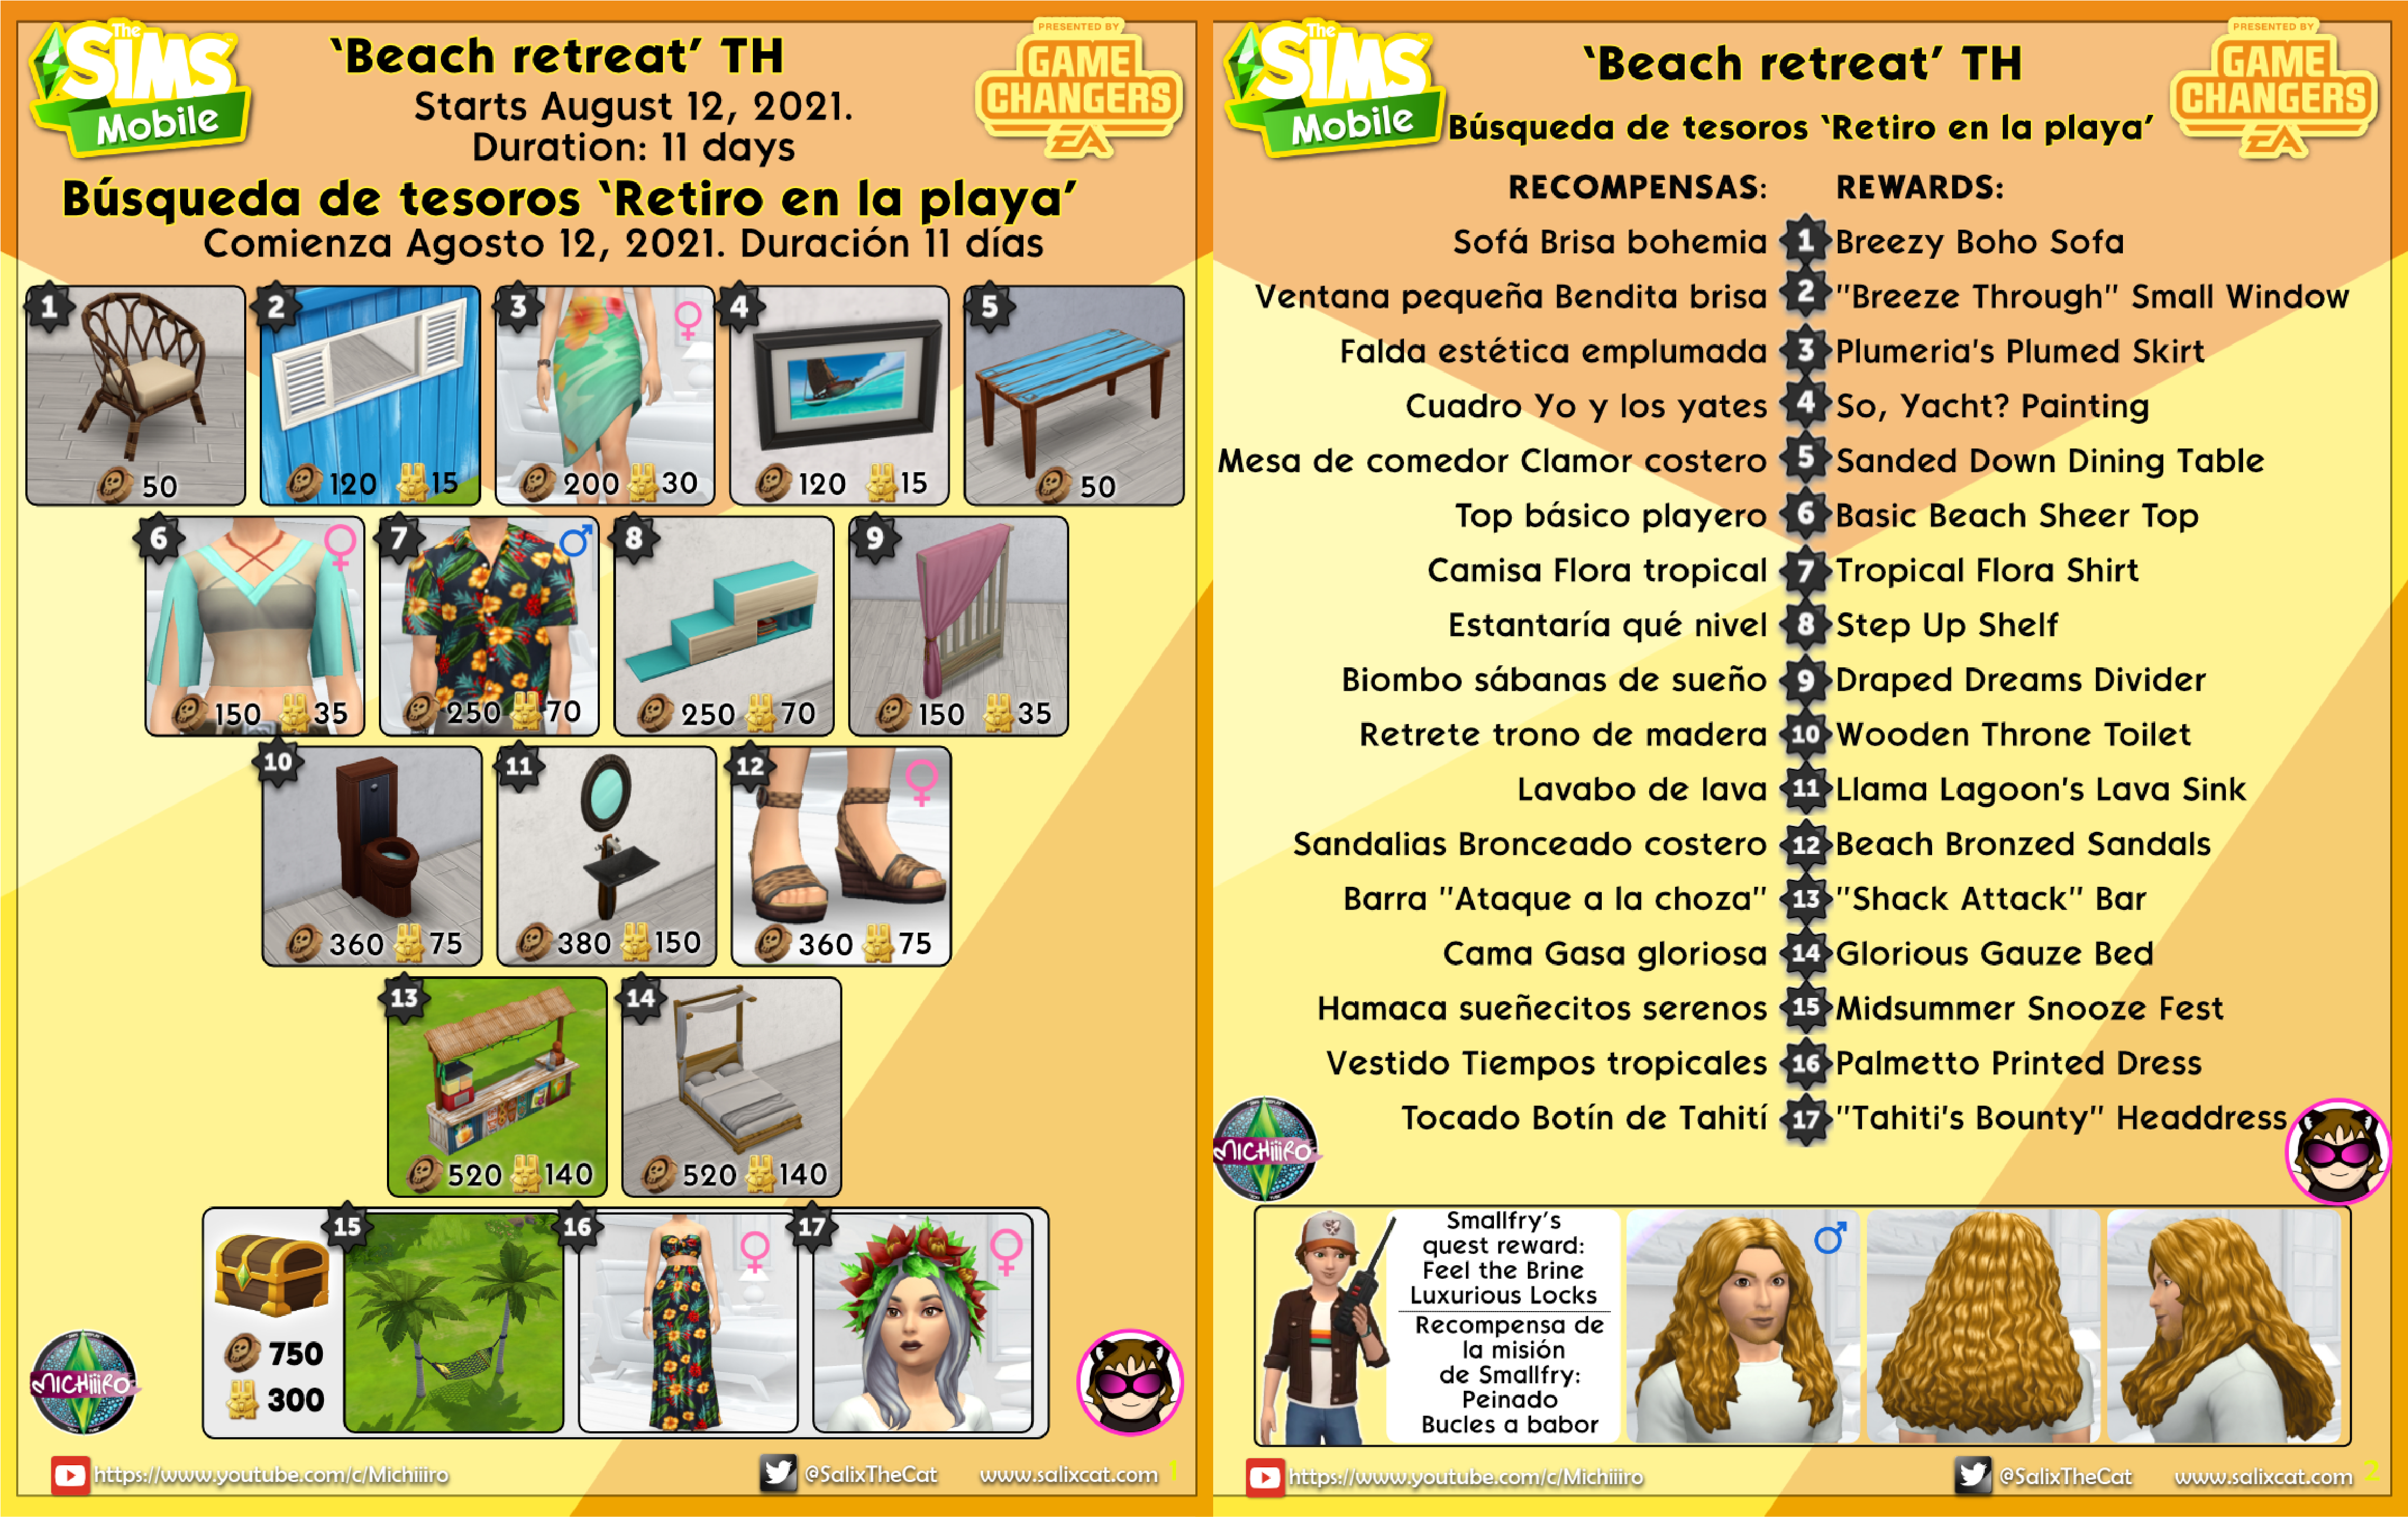 The SIMS Mobile
'Beach retreat' TH
Starts August 12, 2021.
Duration: 11 days
PRESENTED BY
GAME
CHANGERS
EA
Búsqueda de tesoros 'Retiro en la playa'
Comienza Agosto 12, 2021. Duración 11 días
1 2 3 4 5
50 120 15 200 30 120 15 50
6 7 8 9
150 35 250 70 250 70 150 35
10 11 12
360 75 380 150 360 75
13 14
520 140 520 140
15 16 17
750
300
MICHiiiRO
https://www.youtube.com/c/Michiiiro
@SalixTheCat
www.salixcat.com
1
The SIMS Mobile
'Beach retreat' TH
Búsqueda de tesoros 'Retiro en la playa'
PRESENTED BY
GAME
CHANGERS
EA
RECOMPENSAS: REWARDS:
Sofá Brisa bohemia 1 Breezy Boho Sofa
Ventana pequeña Bendita brisa 2 "Breeze Through" Small Window
Falda estética emplumada 3 Plumeria's Plumed Skirt
Cuadro Yo y los yates 4 So, Yacht? Painting
Mesa de comedor Clamor costero 5 Sanded Down Dining Table
Top básico playero 6 Basic Beach Sheer Top
Camisa Flora tropical 7 Tropical Flora Shirt
Estantaría qué nivel 8 Step Up Shelf
Biombo sábanas de sueño 9 Draped Dreams Divider
Retrete trono de madera 10 Wooden Throne Toilet
Lavabo de lava 11 Llama Lagoon's Lava Sink
Sandalias Bronceado costero 12 Beach Bronzed Sandals
Barra "Ataque a la choza" 13 "Shack Attack" Bar
Cama Gasa gloriosa 14 Glorious Gauze Bed
Hamaca sueñecitos serenos 15 Midsummer Snooze Fest
Vestido Tiempos tropicales 16 Palmetto Printed Dress
Tocado Botín de Tahití 17 "Tahiti's Bounty" Headdress
MICHiiiRO
Smallfry's
quest reward:
Feel the Brine
Luxurious Locks
Recompensa de
la misión
de Smallfry:
Peinado
Bucles a babor
https://www.youtube.com/c/Michiiiro
@SalixTheCat
www.salixcat.com
2